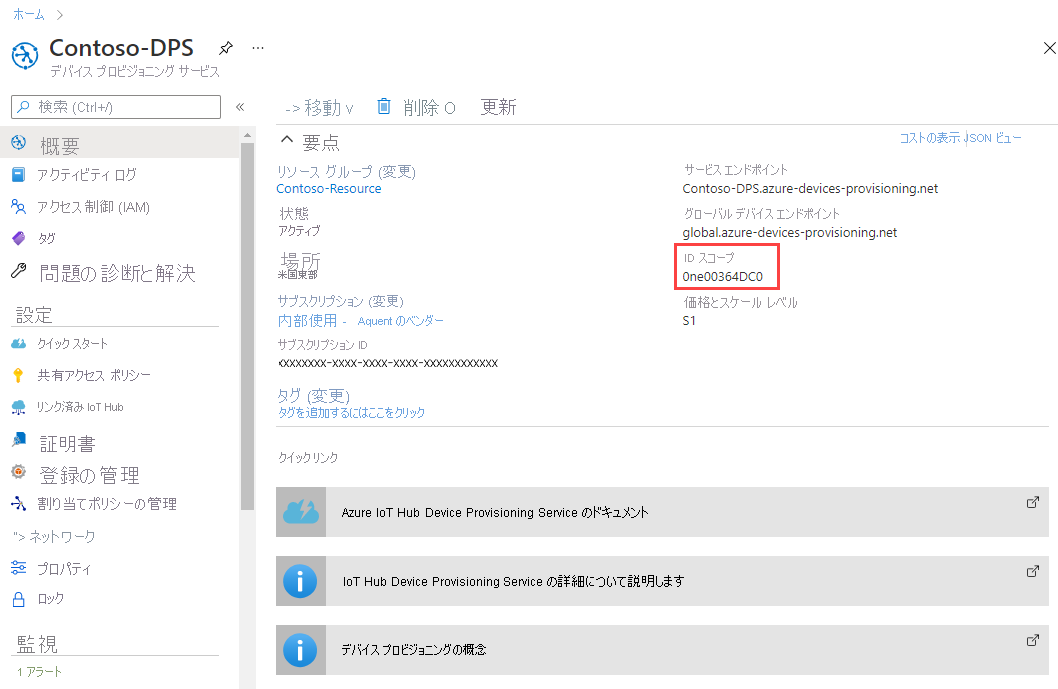 ホーム >
Contoso-DPS ...
デバイス プロビジョニング サービス
検索 (Ctrl+/) «
概要
アクティビティ ログ
アクセス制御 (IAM)
タグ
問題の診断と解決
設定
クイック スタート
共有アクセス ポリシー
リンク済み IoT Hub
証明書
登録の管理
割り当てポリシーの管理
"> ネットワーク
プロパティ
ロック
監視
1 アラート
-> 移動 v 削除 O 更新
要点
コストの表示 JSON ビュー
リソース グループ (変更)
Contoso-Resource
状態
アクティブ
場所
米国東部
サブスクリプション (変更)
内部使用 - Aquent のベンダー
サブスクリプション ID
xxxxxxxx-xxxx-xxxx-xxxx-xxxxxxxxxxxx
タグ (変更)
タグを追加するにはここをクリック
サービス エンドポイント
Contoso-DPS.azure-devices-provisioning.net
グローバル デバイス エンドポイント
global.azure-devices-provisioning.net
ID スコープ
0ne00364DC0
価格とスケール レベル
S1
クイック リンク
Azure IoT Hub Device Provisioning Service のドキュメント
IoT Hub Device Provisioning Service の詳細について説明します
デバイス プロビジョニングの概念